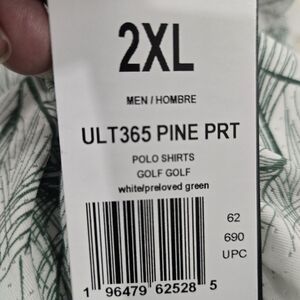 2XL
MEN / HOMBRE
ULT365 PINE PRT
POLO SHIRTS
GOLF GOLF
white/preloved green
62
690
UPC
1 96479 62528 5